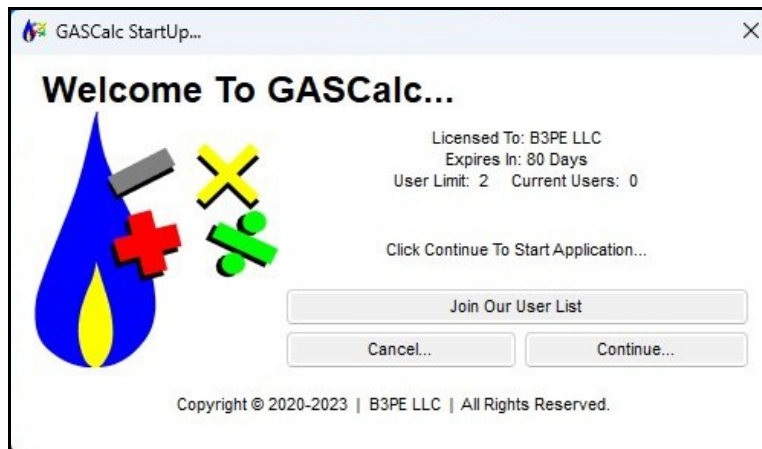 GASCalc StartUp...
Welcome To GASCalc...
Licensed To: B3PE LLC
Expires In: 80 Days
User Limit: 2 Current Users: 0
Click Continue To Start Application...
Join Our User List
Cancel... Continue...
Copyright © 2020-2023 | B3PE LLC | All Rights Reserved.